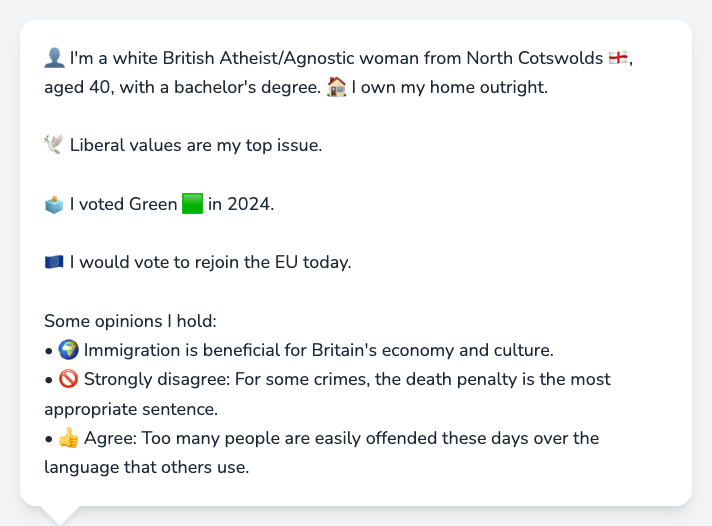 👤 I'm a white British Atheist/Agnostic woman from North Cotswolds 🏴󠁧󠁢󠁥󠁮󠁧󠁿,
aged 40, with a bachelor's degree. 🏠 I own my home outright.
🕊️ Liberal values are my top issue.
🗳️ I voted Green 🟩 in 2024.
🇪🇺 I would vote to rejoin the EU today.
Some opinions I hold:
• 🌍 Immigration is beneficial for Britain's economy and culture.
• 🚫 Strongly disagree: For some crimes, the death penalty is the most
appropriate sentence.
• 👍 Agree: Too many people are easily offended these days over the
language that others use.